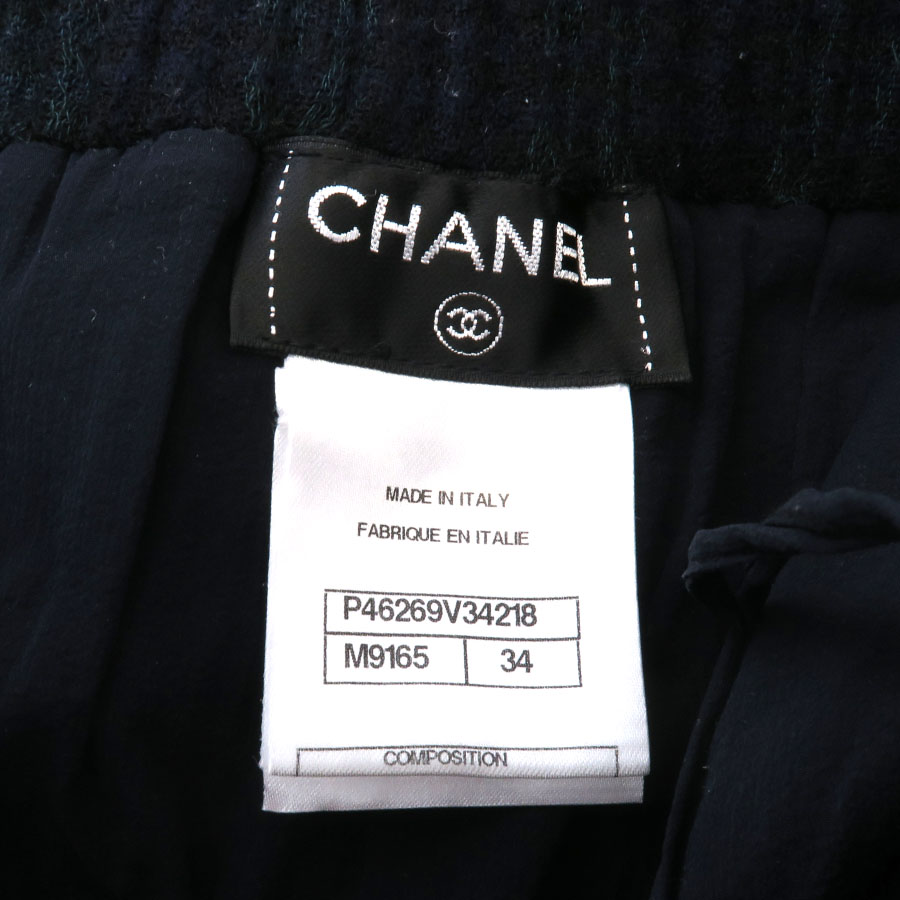 CHANEL
MADE IN ITALY
FABRIQUE EN ITALIE
P46269V34218
M9165 34
COMPOSITION